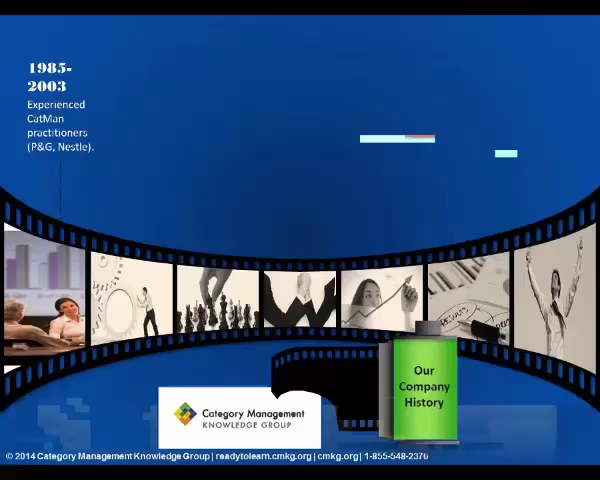 1985-
2003
Experienced
CatMan
practitioners
(P&G, Nestle).
Our
Company
History
Category Management
KNOWLEDGE GROUP
© 2014 Category Management Knowledge Group | readytolearn.cmkg.org | cmkg.org | 1-855-548-2376